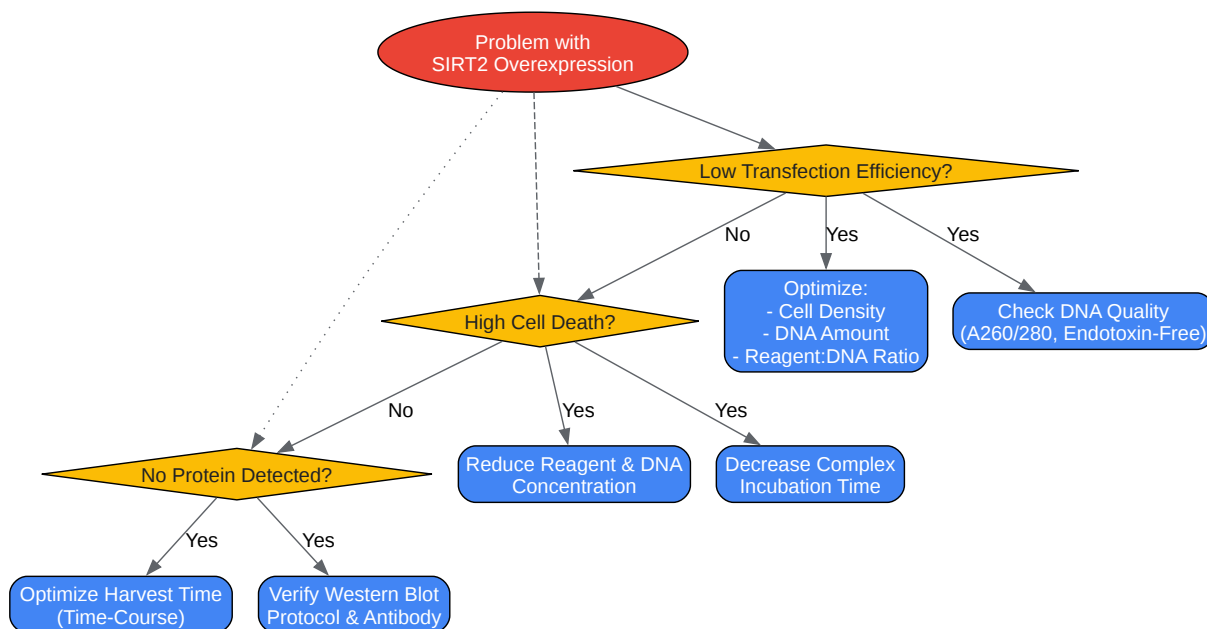 Problem with
SIRT2 Overexpression
Low Transfection Efficiency?
No
Yes
Yes
Optimize:
- Cell Density
- DNA Amount
- Reagent:DNA Ratio
Check DNA Quality
(A260/280, Endotoxin-Free)
High Cell Death?
No
Yes
Yes
Reduce Reagent & DNA
Concentration
Decrease Complex
Incubation Time
No Protein Detected?
Yes
Yes
Optimize Harvest Time
(Time-Course)
Verify Western Blot
Protocol & Antibody